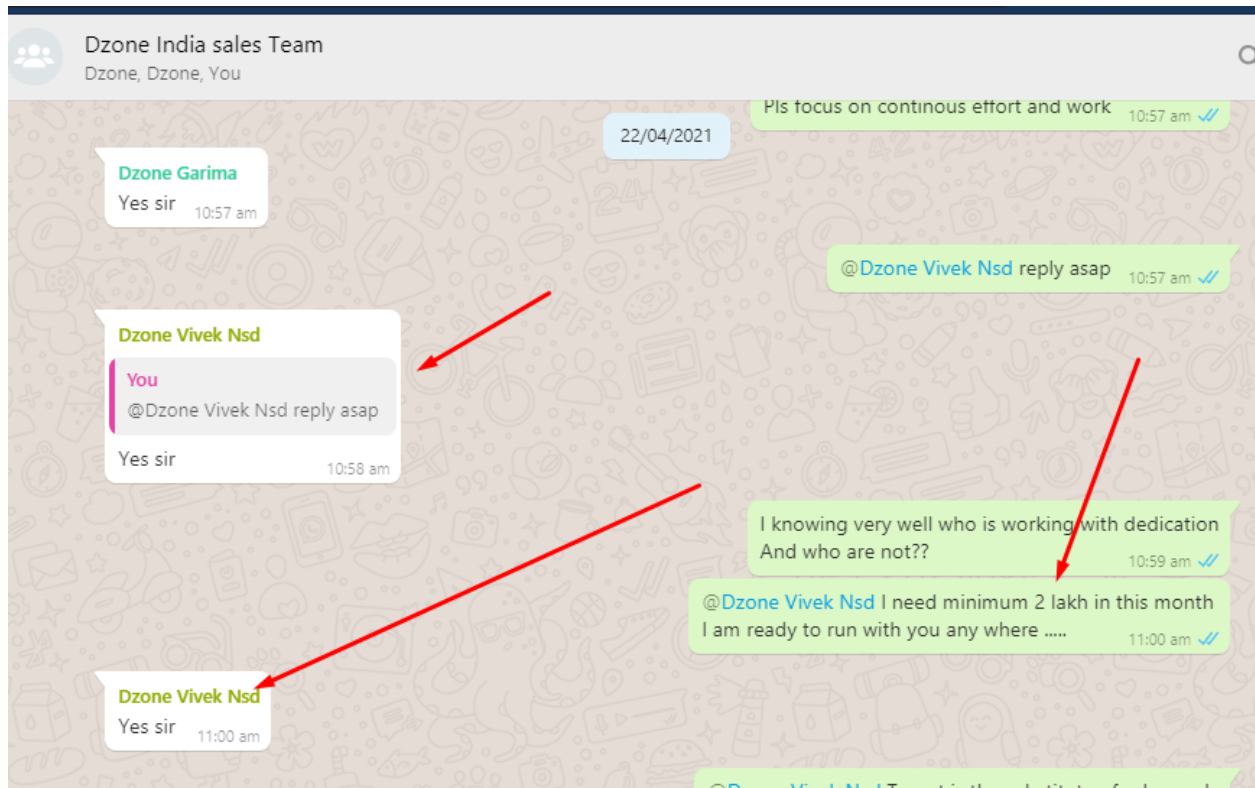 Dzone India sales Team
Dzone, Dzone, You
Pls focus on continous effort and work
10:57 am
22/04/2021
Dzone Garima
Yes sir
10:57 am
@Dzone Vivek Nsd reply asap
10:57 am
Dzone Vivek Nsd
You
@Dzone Vivek Nsd reply asap
Yes sir
10:58 am
I knowing very well who is working with dedication
And who are not??
10:59 am
@Dzone Vivek Nsd I need minimum 2 lakh in this month
I am ready to run with you any where .....
11:00 am
Dzone Vivek Nsd
Yes sir
11:00 am
@Dzone Vivek Nsd